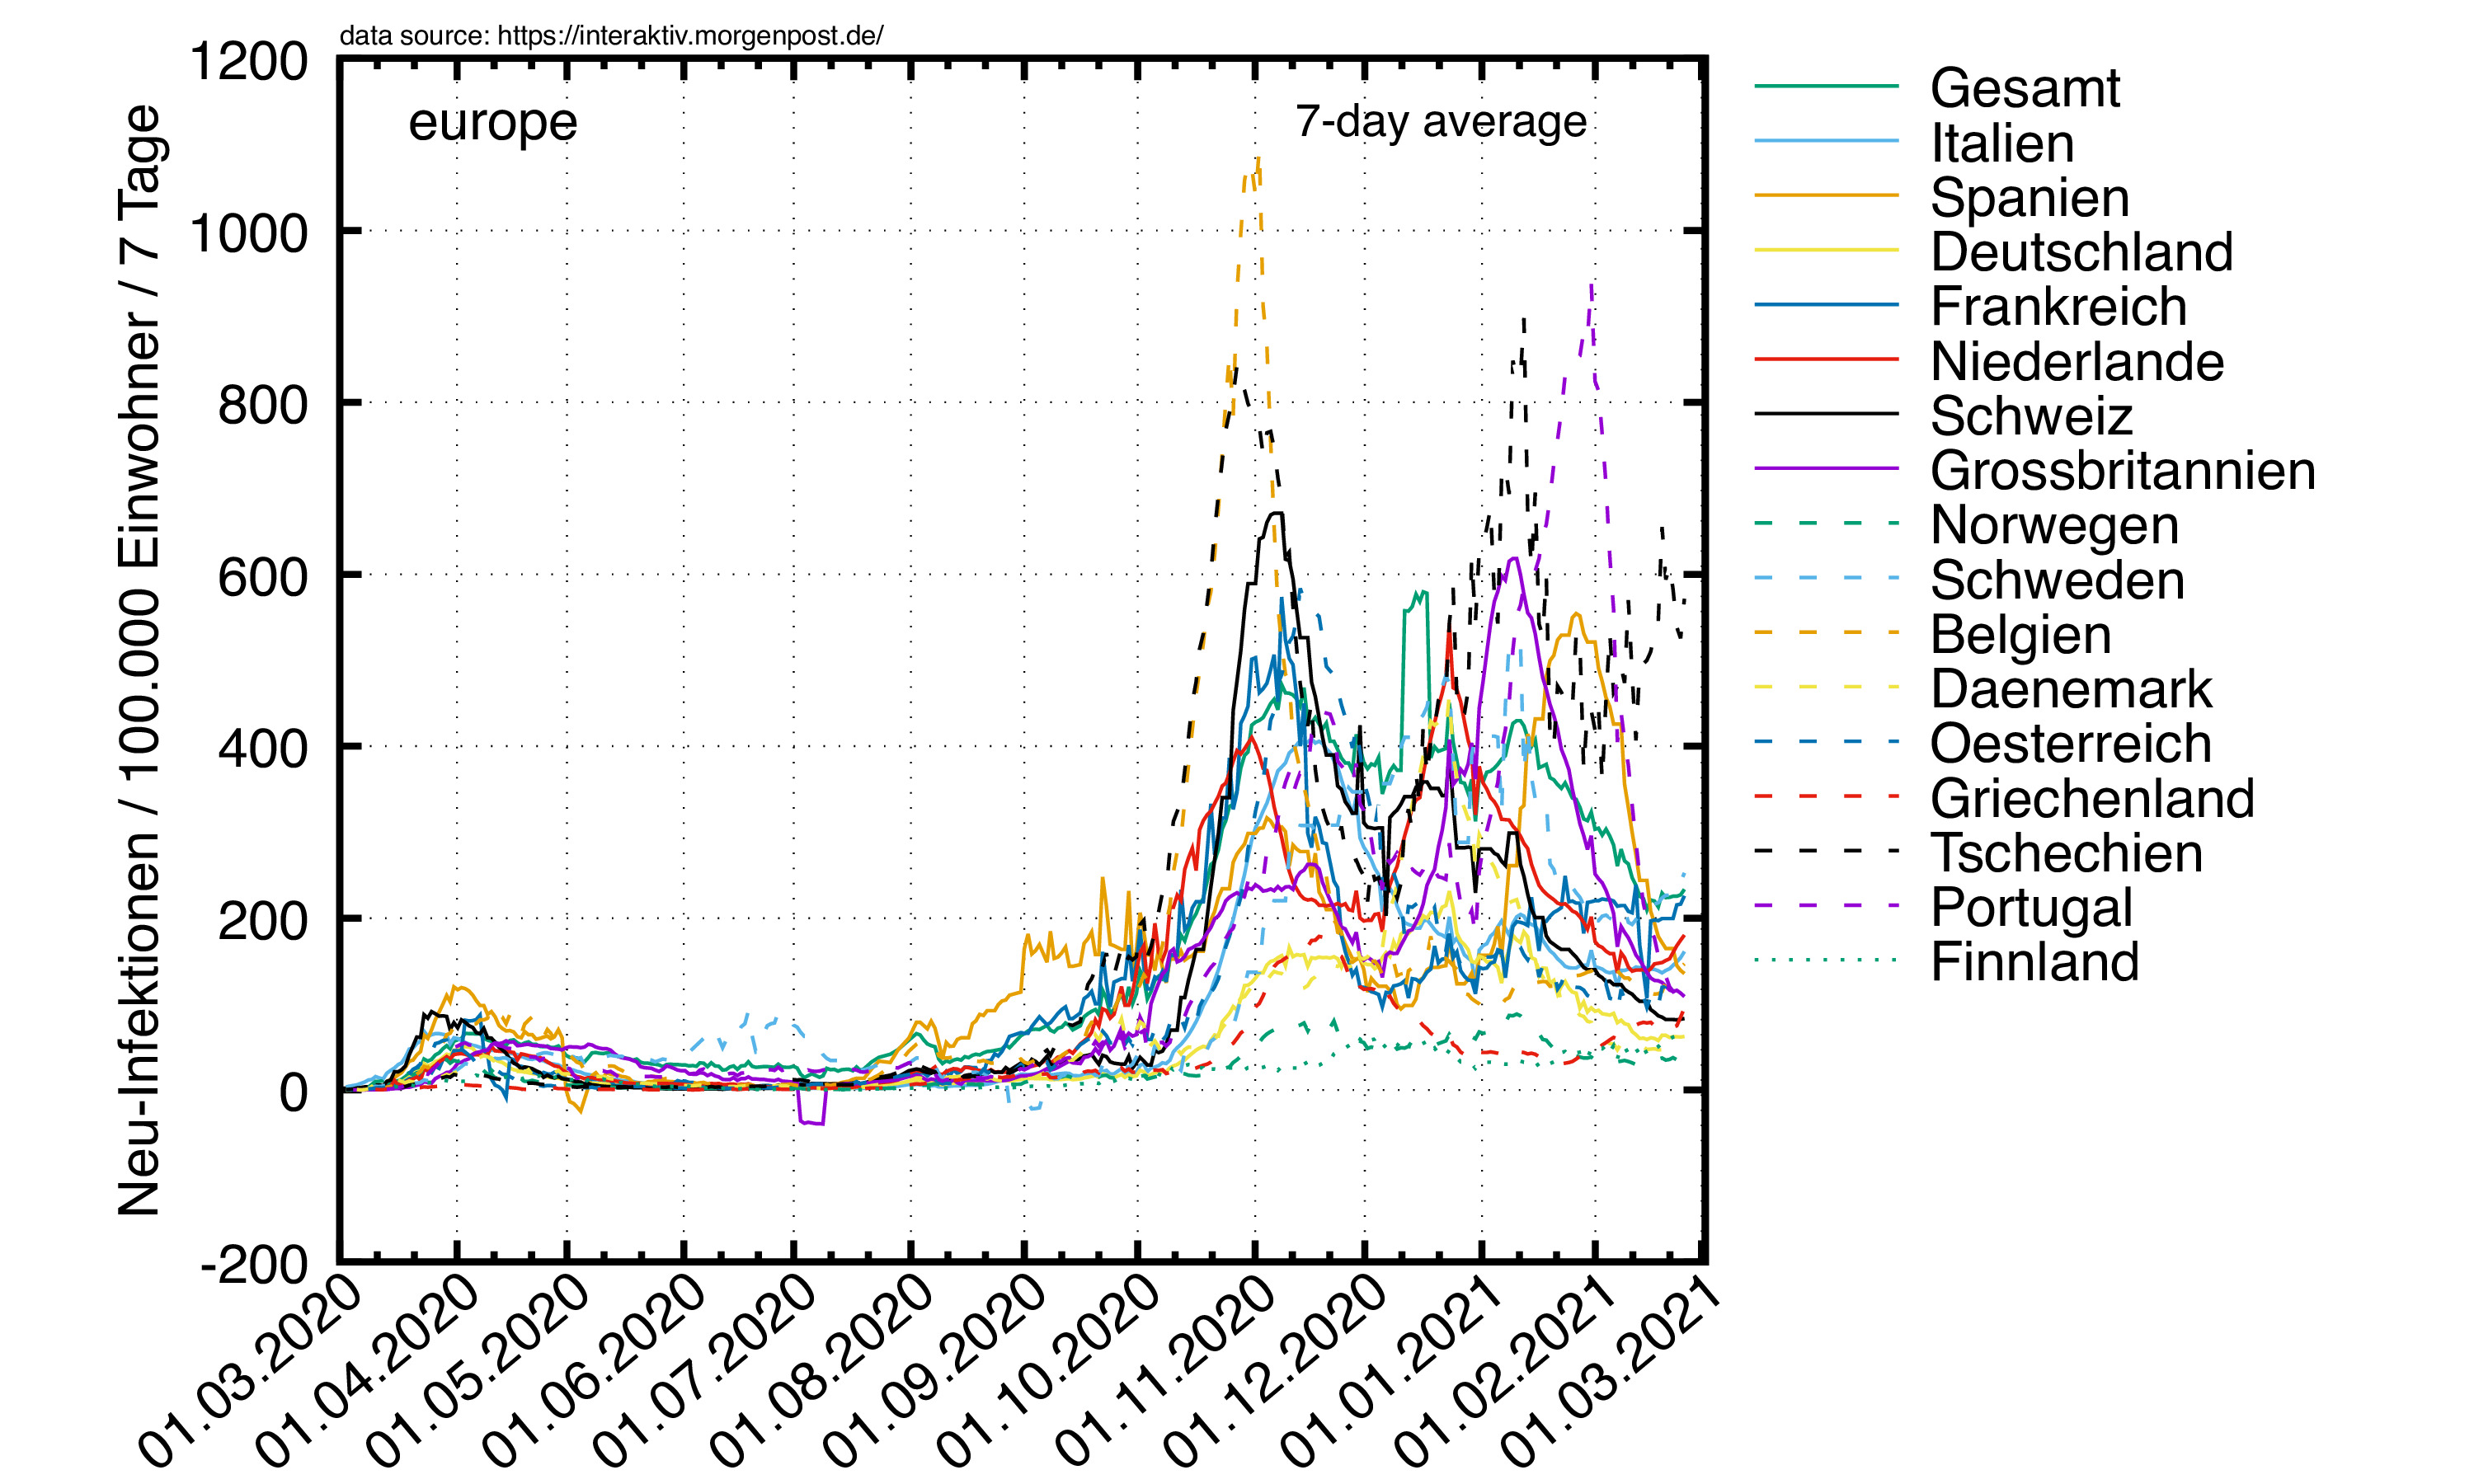 data source: https://interaktiv.morgenpost.de/
europe
7-day average
Neu-Infektionen / 100.000 Einwohner / 7 Tage
1200
1000
800
600
400
200
0
-200
01.03.2020
01.04.2020
01.05.2020
01.06.2020
01.07.2020
01.08.2020
01.09.2020
01.10.2020
01.11.2020
01.12.2020
01.01.2021
01.02.2021
01.03.2021
Gesamt
Italien
Spanien
Deutschland
Frankreich
Niederlande
Schweiz
Grossbritannien
Norwegen
Schweden
Belgien
Daenemark
Oesterreich
Griechenland
Tschechien
Portugal
Finnland